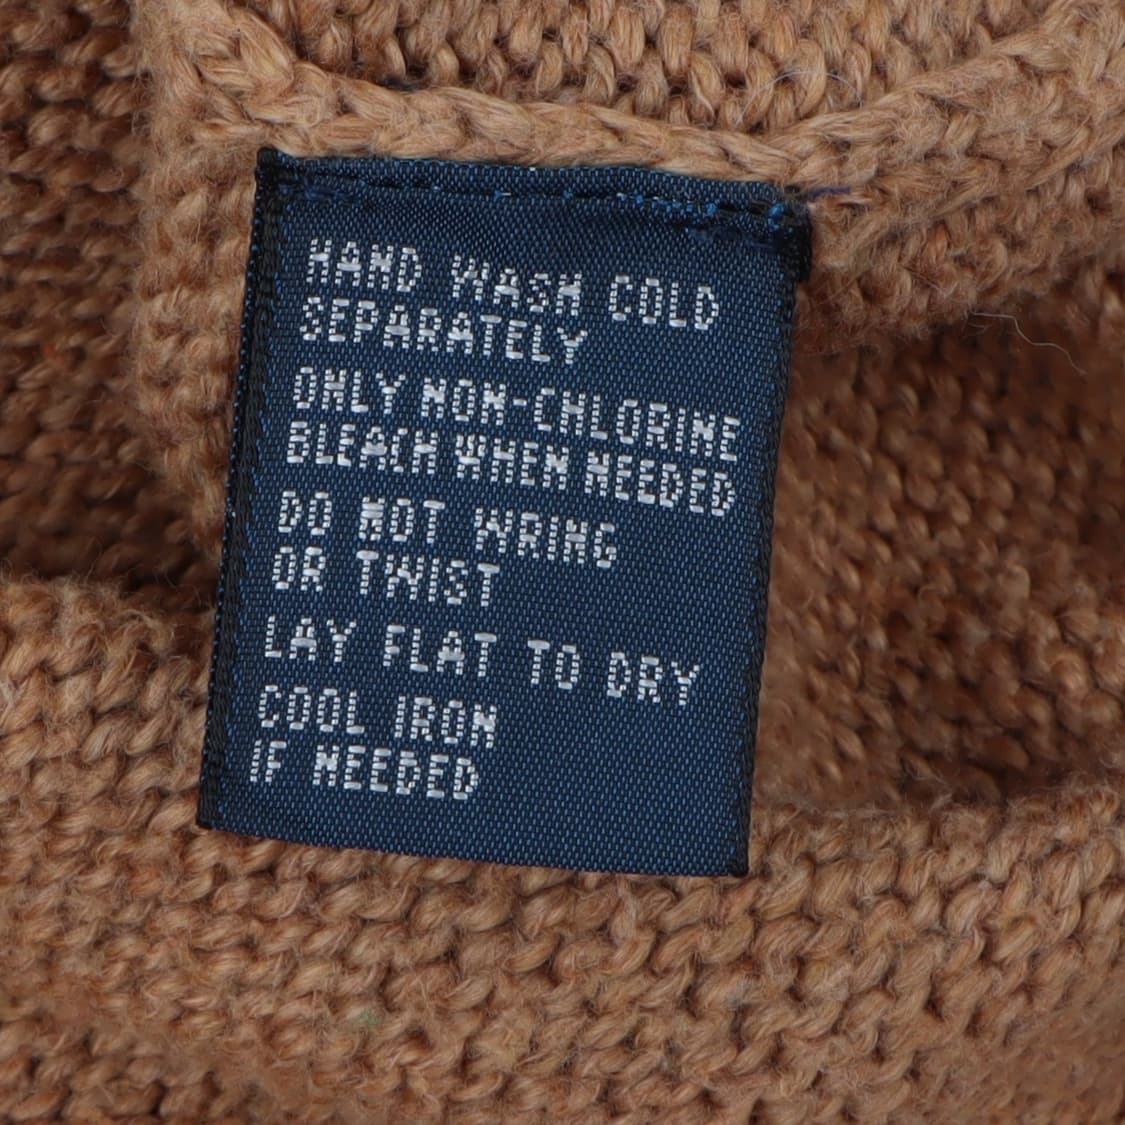 HAND WASH COLD
SEPARATELY
ONLY NON-CHLORINE
BLEACH WHEN NEEDED
DO NOT WRING
OR TWIST
LAY FLAT TO DRY
COOL IRON
IF NEEDED